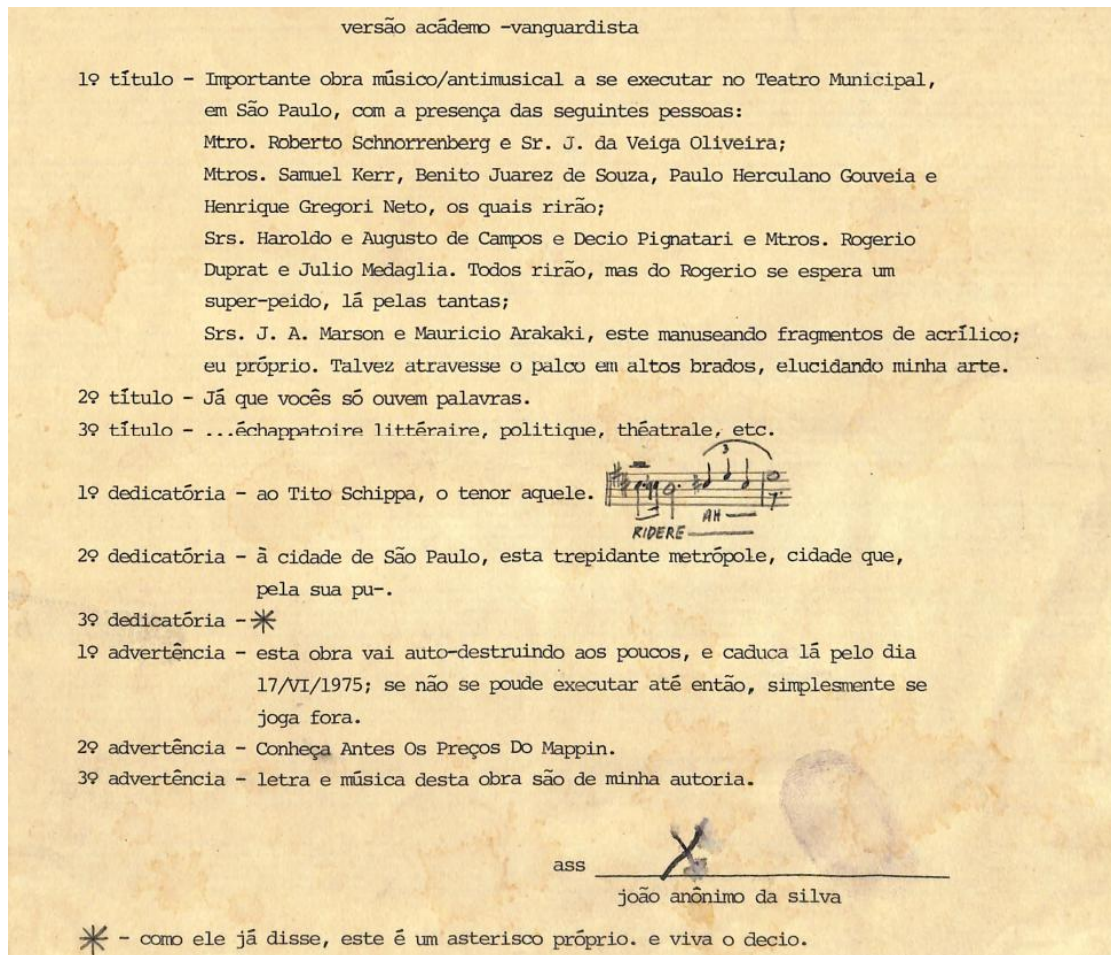 versão acádemo -vanguardista
1º título - Importante obra músico/antimusical a se executar no Teatro Municipal,
em São Paulo, com a presença das seguintes pessoas:
Mtro. Roberto Schnorrenberg e Sr. J. da Veiga Oliveira;
Mtros. Samuel Kerr, Benito Juarez de Souza, Paulo Herculano Gouveia e
Henrique Gregori Neto, os quais rirão;
Srs. Haroldo e Augusto de Campos e Decio Pignatari e Mtros. Rogerio
Duprat e Julio Medaglia. Todos rirão, mas do Rogerio se espera um
super-peido, lá pelas tantas;
Srs. J. A. Marson e Mauricio Arakaki, este manuseando fragmentos de acrílico;
eu próprio. Talvez atravesse o palco em altos brados, elucidando minha arte.
2º título - Já que vocês só ouvem palavras.
3º título - ...échappatoire littéraire, politique, théatrale, etc.
3
1º dedicatória - ao Tito Schippa, o tenor aquele.
RIDERE AH
2º dedicatória - à cidade de São Paulo, esta trepidante metrópole, cidade que,
pela sua pu-.
3º dedicatória - *
1º advertência - esta obra vai auto-destruindo aos poucos, e caduca lá pelo dia
17/VI/1975; se não se poude executar até então, simplesmente se
joga fora.
2º advertência - Conheça Antes Os Preços Do Mappin.
3º advertência - letra e música desta obra são de minha autoria.
ass X
joão anônimo da silva
* - como ele já disse, este é um asterisco próprio. e viva o decio.